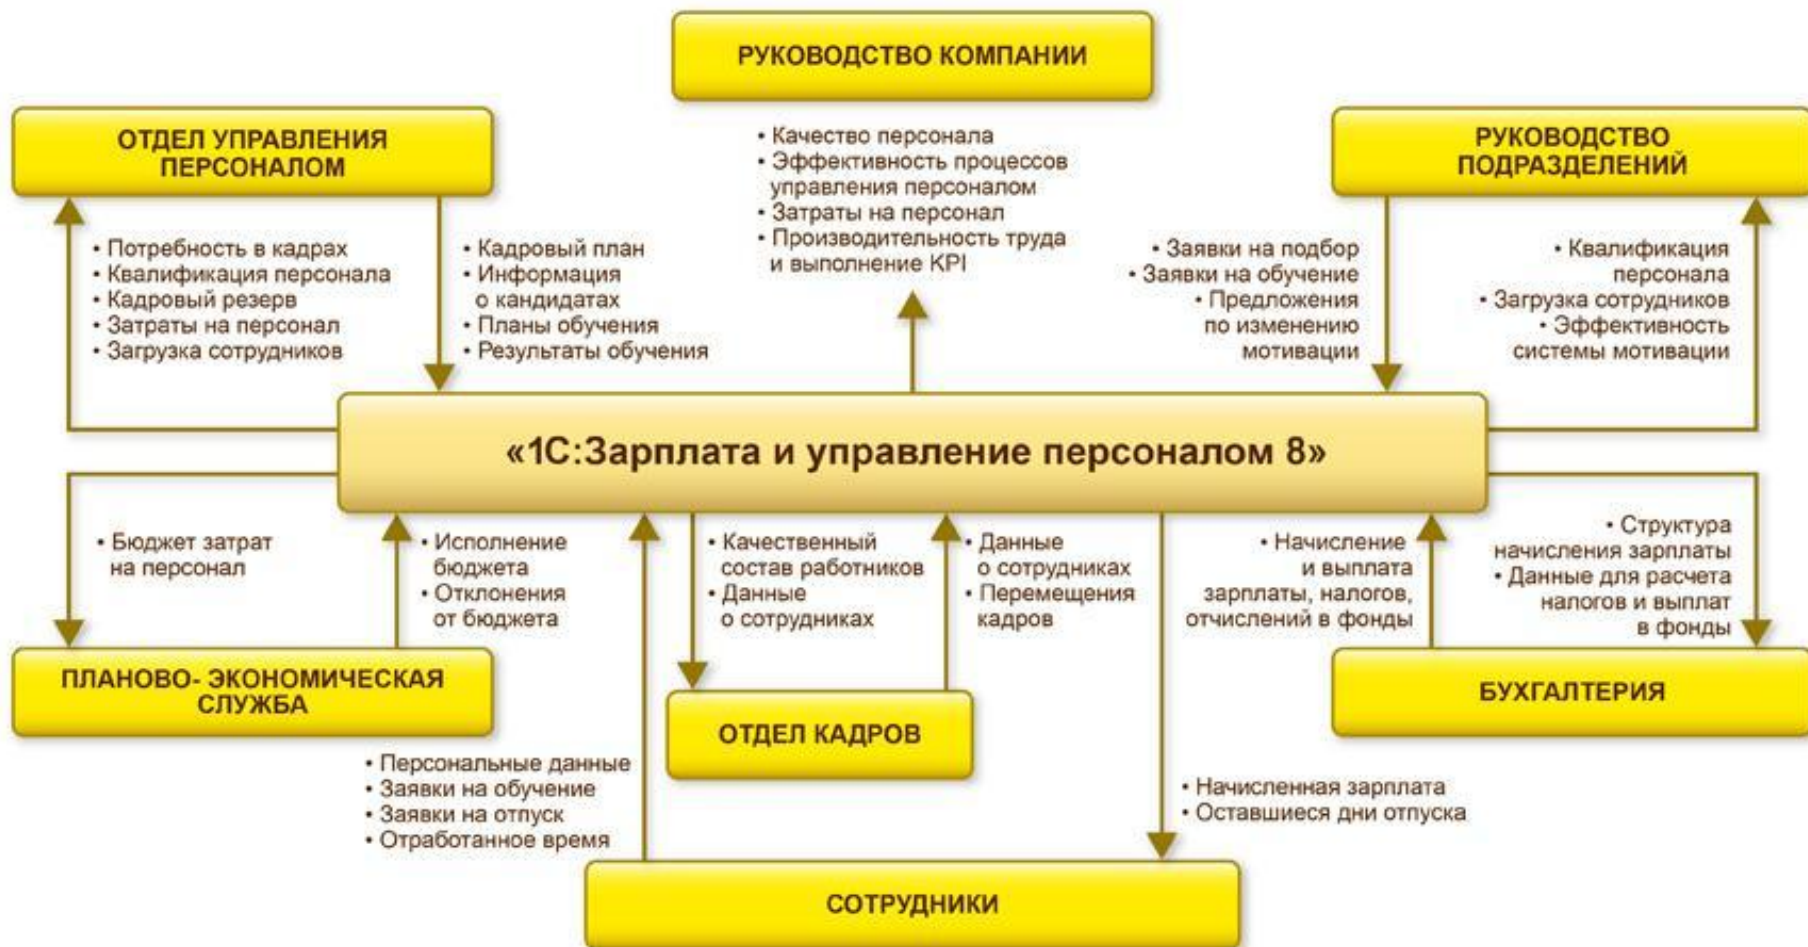 РУКОВОДСТВО КОМПАНИИ
ОТДЕЛ УПРАВЛЕНИЯ
ПЕРСОНАЛОМ
РУКОВОДСТВО
ПОДРАЗДЕЛЕНИЙ
• Качество персонала
• Эффективность процессов
управления персоналом
• Затраты на персонал
• Производительность труда
и выполнение KPI
• Потребность в кадрах
• Квалификация персонала
• Кадровый резерв
• Затраты на персонал
• Загрузка сотрудников
• Кадровый план
• Информация
о кандидатах
• Планы обучения
• Результаты обучения
• Заявки на подбор
• Заявки на обучение
• Предложения
по изменению
мотивации
• Квалификация
персонала
• Загрузка сотрудников
• Эффективность
системы мотивации
«1С:Зарплата и управление персоналом 8»
• Бюджет затрат
на персонал
• Исполнение
бюджета
• Отклонения
от бюджета
• Качественный
состав работников
• Данные
о сотрудниках
• Данные
о сотрудниках
• Перемещения
кадров
• Начисление
и выплата
зарплаты, налогов,
отчислений в фонды
• Структура
начисления зарплаты
• Данные для расчета
налогов и выплат
в фонды
ПЛАНОВО- ЭКОНОМИЧЕСКАЯ
СЛУЖБА
ОТДЕЛ КАДРОВ
БУХГАЛТЕРИЯ
• Персональные данные
• Заявки на обучение
• Заявки на отпуск
• Отработанное время
• Начисленная зарплата
• Оставшиеся дни отпуска
СОТРУДНИКИ